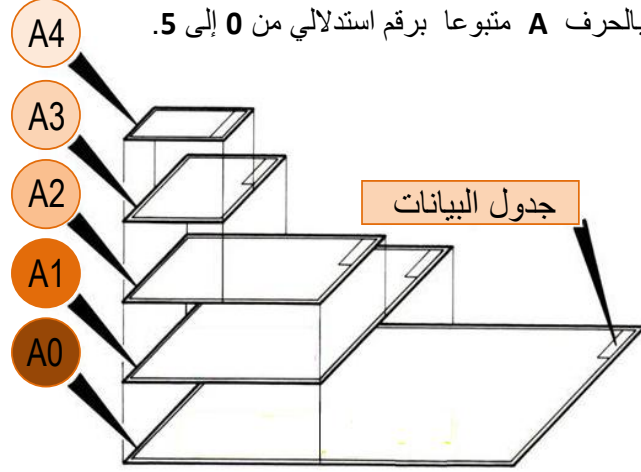 بالحرف A متبوعا برقم استدلالي من 0 إلى 5.
A4
A3
A2
جدول البيانات
A1
A0